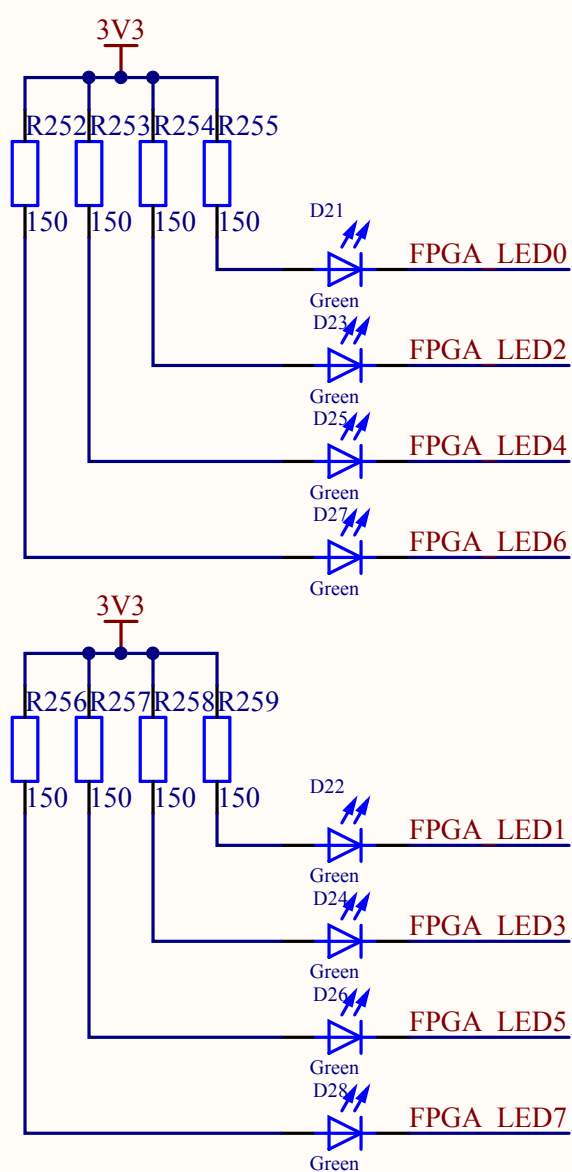 3V3
R252 R253 R254 R255
150 150 150 150
D21
FPGA_LED0
Green
D23
FPGA_LED2
Green
D25
FPGA_LED4
Green
D27
FPGA_LED6
Green
3V3
R256 R257 R258 R259
150 150 150 150
D22
FPGA_LED1
Green
D24
FPGA_LED3
Green
D26
FPGA_LED5
Green
D28
FPGA_LED7
Green